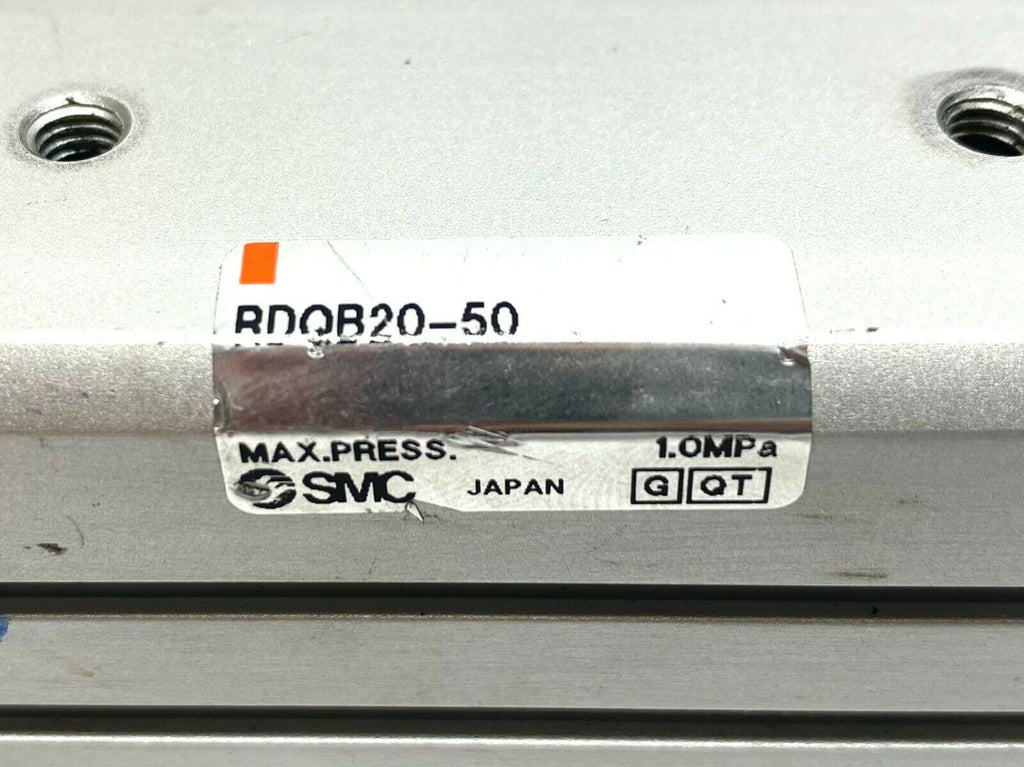 RDQB20-50
MAX.PRESS. 1.0MPa
SMC JAPAN G QT